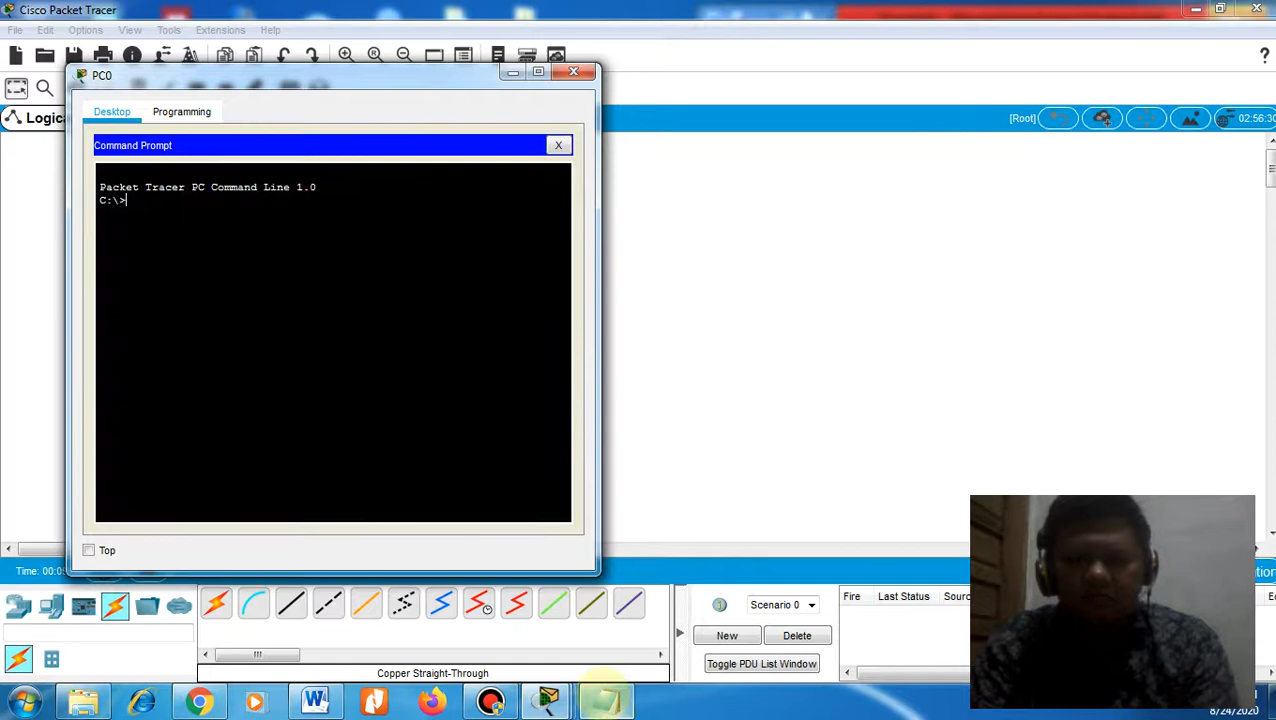 Cisco Packet Tracer
File Edit Options View Tools Extensions Help
PC0
Desktop Programming
Logica
[Root]
02:56:30
Command Prompt
X
Packet Tracer PC Command Line 1.0
C:\>
Top
Time: 00:0
Scenario 0
Fire Last Status Sourc
New Delete
Toggle PDU List Window
Copper Straight-Through
8/24/2020